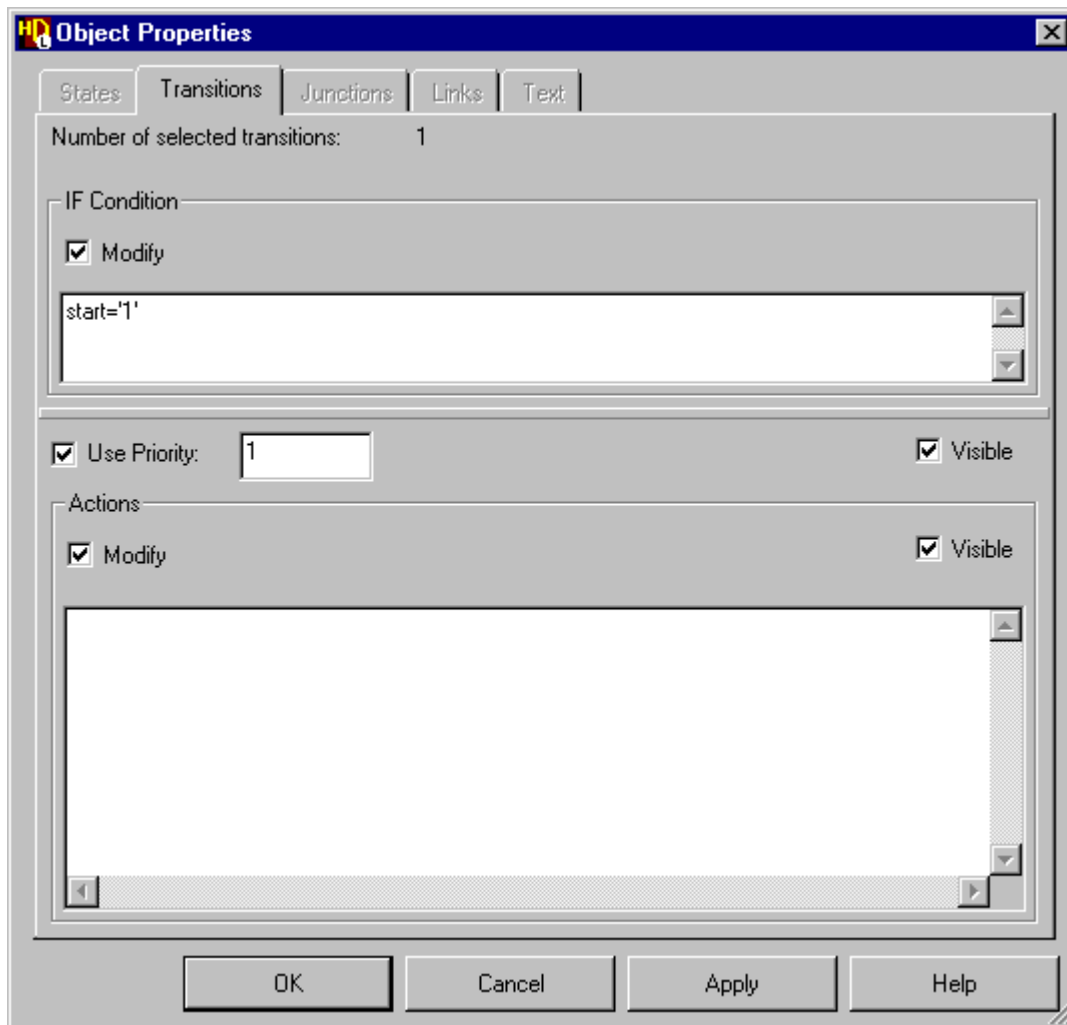 HDL Object Properties
States Transitions Junctions Links Text
Number of selected transitions: 1
IF Condition
Modify
start='1'
Use Priority: 1 Visible
Actions
Modify Visible
OK Cancel Apply Help